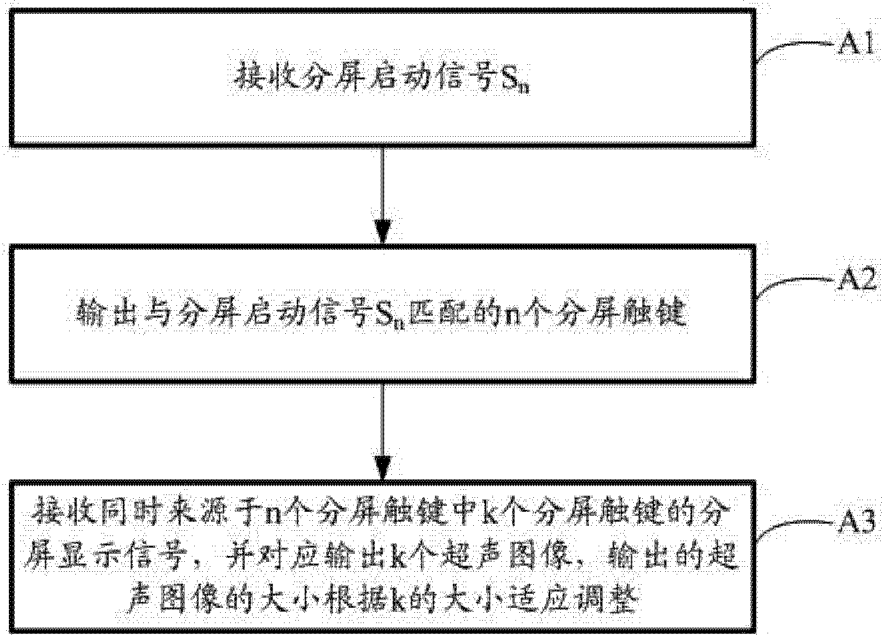 接收分屏启动信号Sn
A1
输出与分屏启动信号Sn匹配的n个分屏触键
A2
接收同时来源于n个分屏触键中k个分屏触键的分
屏显示信号，并对应输出k个超声图像，输出的超
声图像的大小根据k的大小适应调整
A3